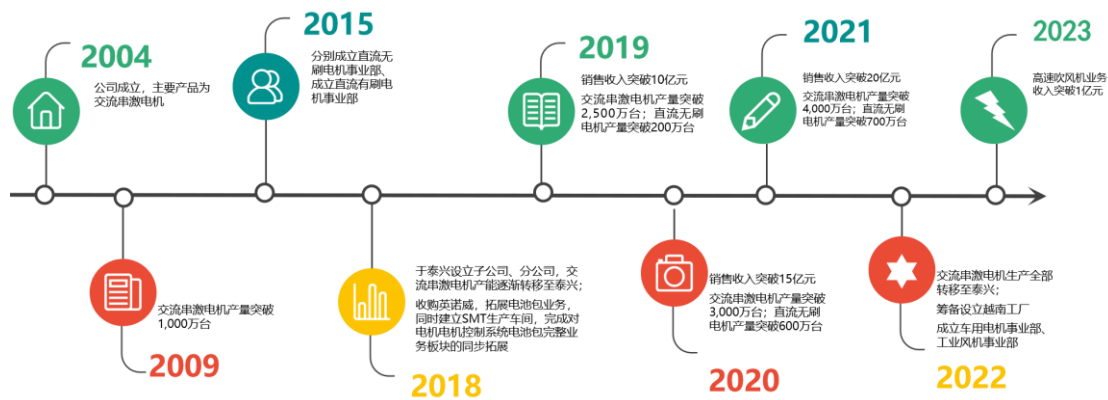 2004
公司成立，主要产品为
交流串激电机
交流串激电机产量突破
1,000万台
2009
2015
分别成立直流无
刷电机事业部、
成立直流有刷电
机事业部
于泰兴设立子公司、分公司，交
流串激电机产能逐渐转移至泰兴；
收购英诺威，拓展电池包业务，
同时建立SMT生产车间，完成对
电机电机控制系统电池包完整业
务板块的同步拓展
2018
2019
销售收入突破10亿元
交流串激电机产量突破
2,500万台；直流无刷
电机产量突破200万台
销售收入突破15亿元
交流串激电机产量突破
3,000万台；直流无刷
电机产量突破600万台
2020
2021
销售收入突破20亿元
交流串激电机产量突破
4,000万台；直流无刷
电机产量突破700万台
交流串激电机生产全部
转移至泰兴；
筹备设立越南工厂
成立车用电机事业部、
工业风机事业部
2022
2023
高速吹风机业务
收入突破1亿元